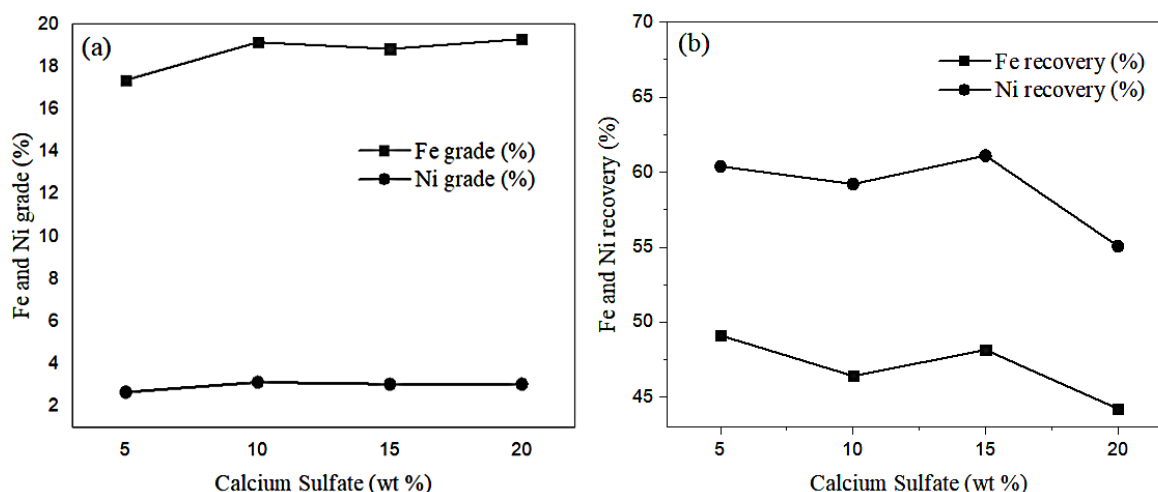 (a)
Fe and Ni grade (%)
20
18
16
14
12
10
8
6
4
2
Fe grade (%)
Ni grade (%)
5 10 15 20
Calcium Sulfate (wt %)
(b)
Fe and Ni recovery (%)
70
65
60
55
50
45
Fe recovery (%)
Ni recovery (%)
5 10 15 20
Calcium Sulfate (wt %)